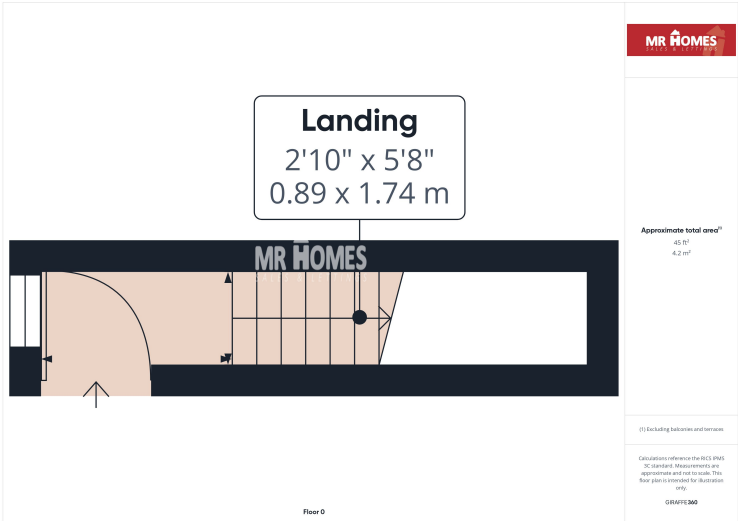 MR HOMES
SALES & LETTINGS
Landing
2'10" x 5'8"
0.89 x 1.74 m
MR HOMES
SALES & LETTINGS
Approximate total area(1)
45 ft²
4.2 m²
(1) Excluding balconies and terraces
Calculations reference the RICS IPMS
3C standard. Measurements are
approximate and not to scale. This
floor plan is intended for illustration
only.
GIRAFFE360
Floor 0